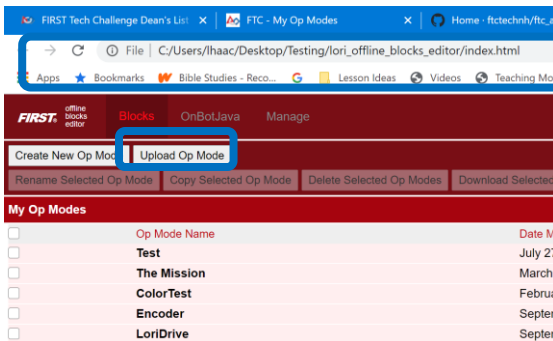 FIRST Tech Challenge Dean's List × FTC - My Op Modes × Home · ftctechnh/ftc_a
File C:/Users/lhaac/Desktop/Testing/lori_offline_blocks_editor/index.html
Apps Bookmarks Bible Studies - Reco... G Lesson Ideas Videos Teaching Mo
FIRST. offline blocks editor Blocks OnBotJava Manage
Create New Op Mod Upload Op Mode
Rename Selected Op Mode Copy Selected Op Mode Delete Selected Op Modes Download Selected
My Op Modes
Op Mode Name Date M
Test July 27
The Mission March
ColorTest Februa
Encoder Septem
LoriDrive Septem